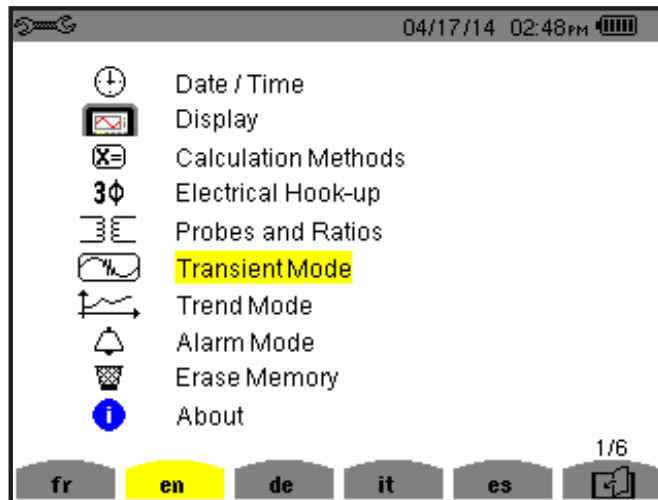 04/17/14 02:48PM
Date / Time
Display
X= Calculation Methods
3Φ Electrical Hook-up
Probes and Ratios
Transient Mode
Trend Mode
Alarm Mode
Erase Memory
i About
1/6
fr en de it es